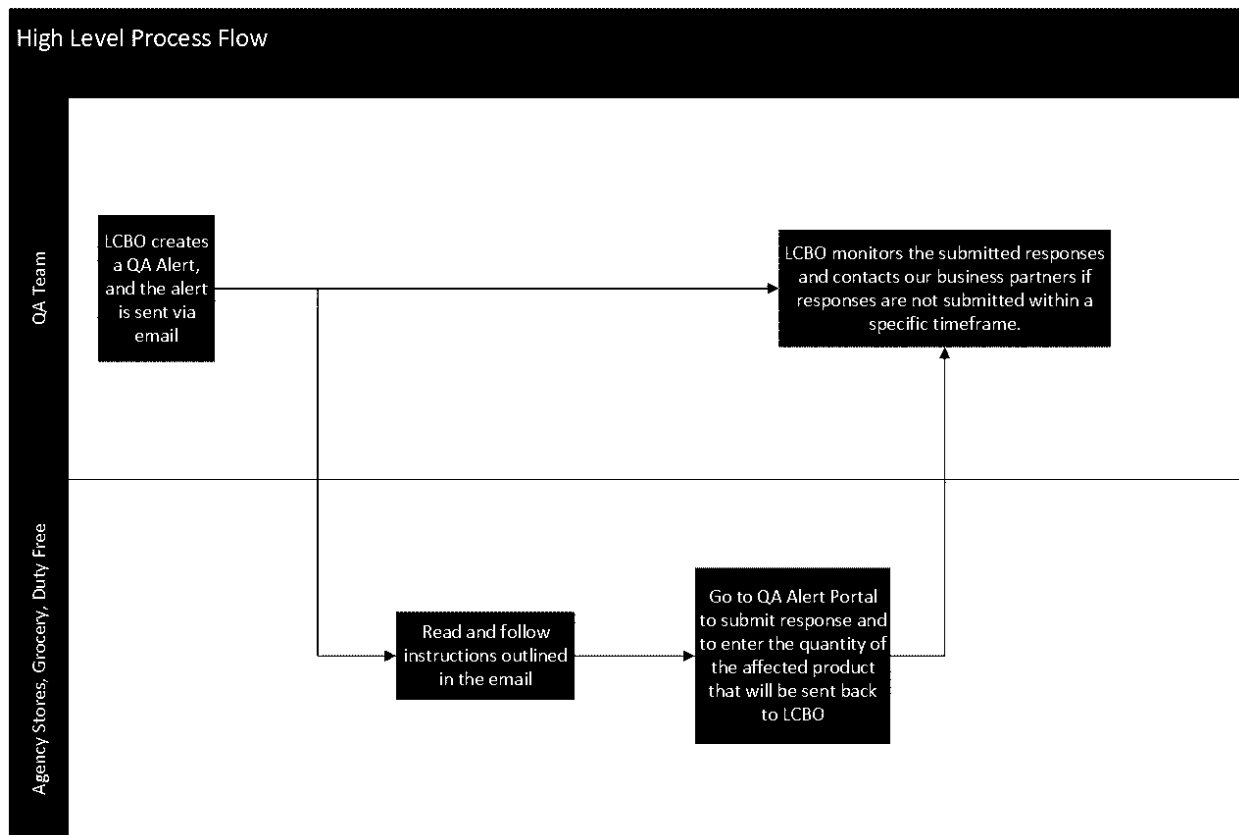 High Level Process Flow
QA Team
LCBO creates
a QA Alert,
and the alert
is sent via
email
LCBO monitors the submitted responses
and contacts our business partners if
responses are not submitted within a
specific timeframe.
Agency Stores, Grocery, Duty Free
Read and follow
instructions outlined
in the email
Go to QA Alert Portal
to submit response and
to enter the quantity of
the affected product
that will be sent back
to LCBO